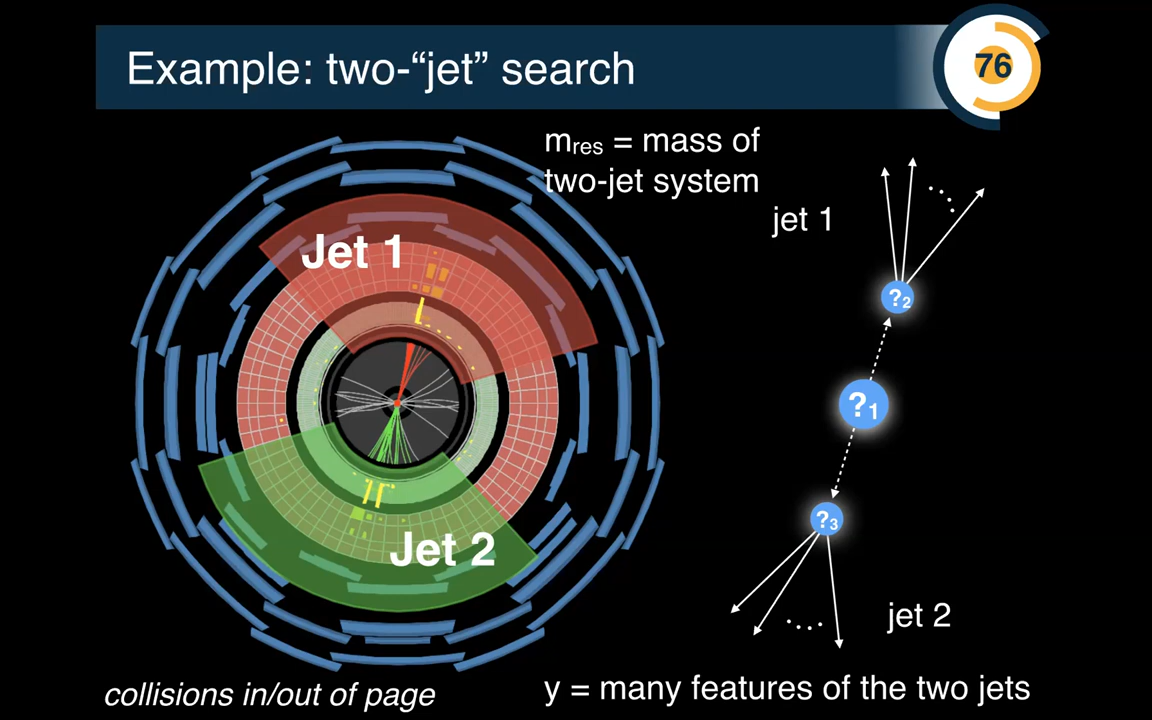 Example: two-“jet” search
76
mres = mass of
two-jet system
jet 1
Jet 1
?2
?1
?3
Jet 2
jet 2
collisions in/out of page
y = many features of the two jets